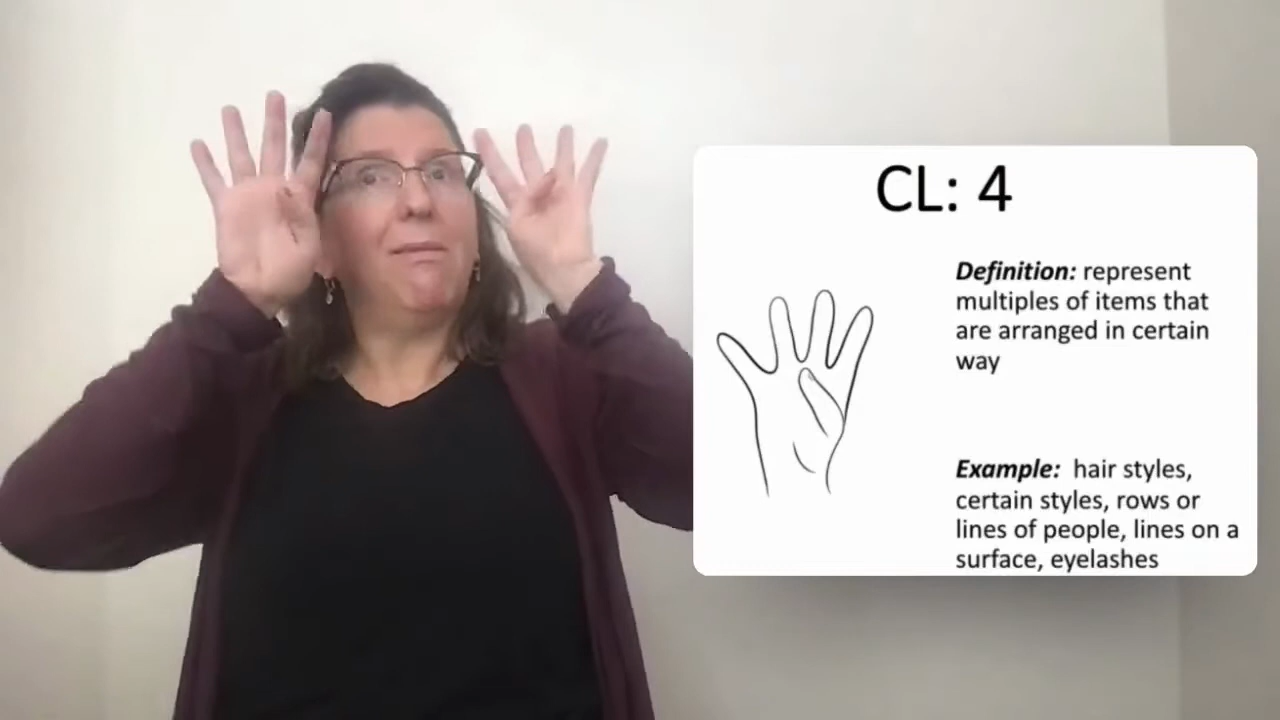 CL: 4
Definition: represent
multiples of items that
are arranged in certain
way
Example:  hair styles,
certain styles, rows or
lines of people, lines on a
surface, eyelashes